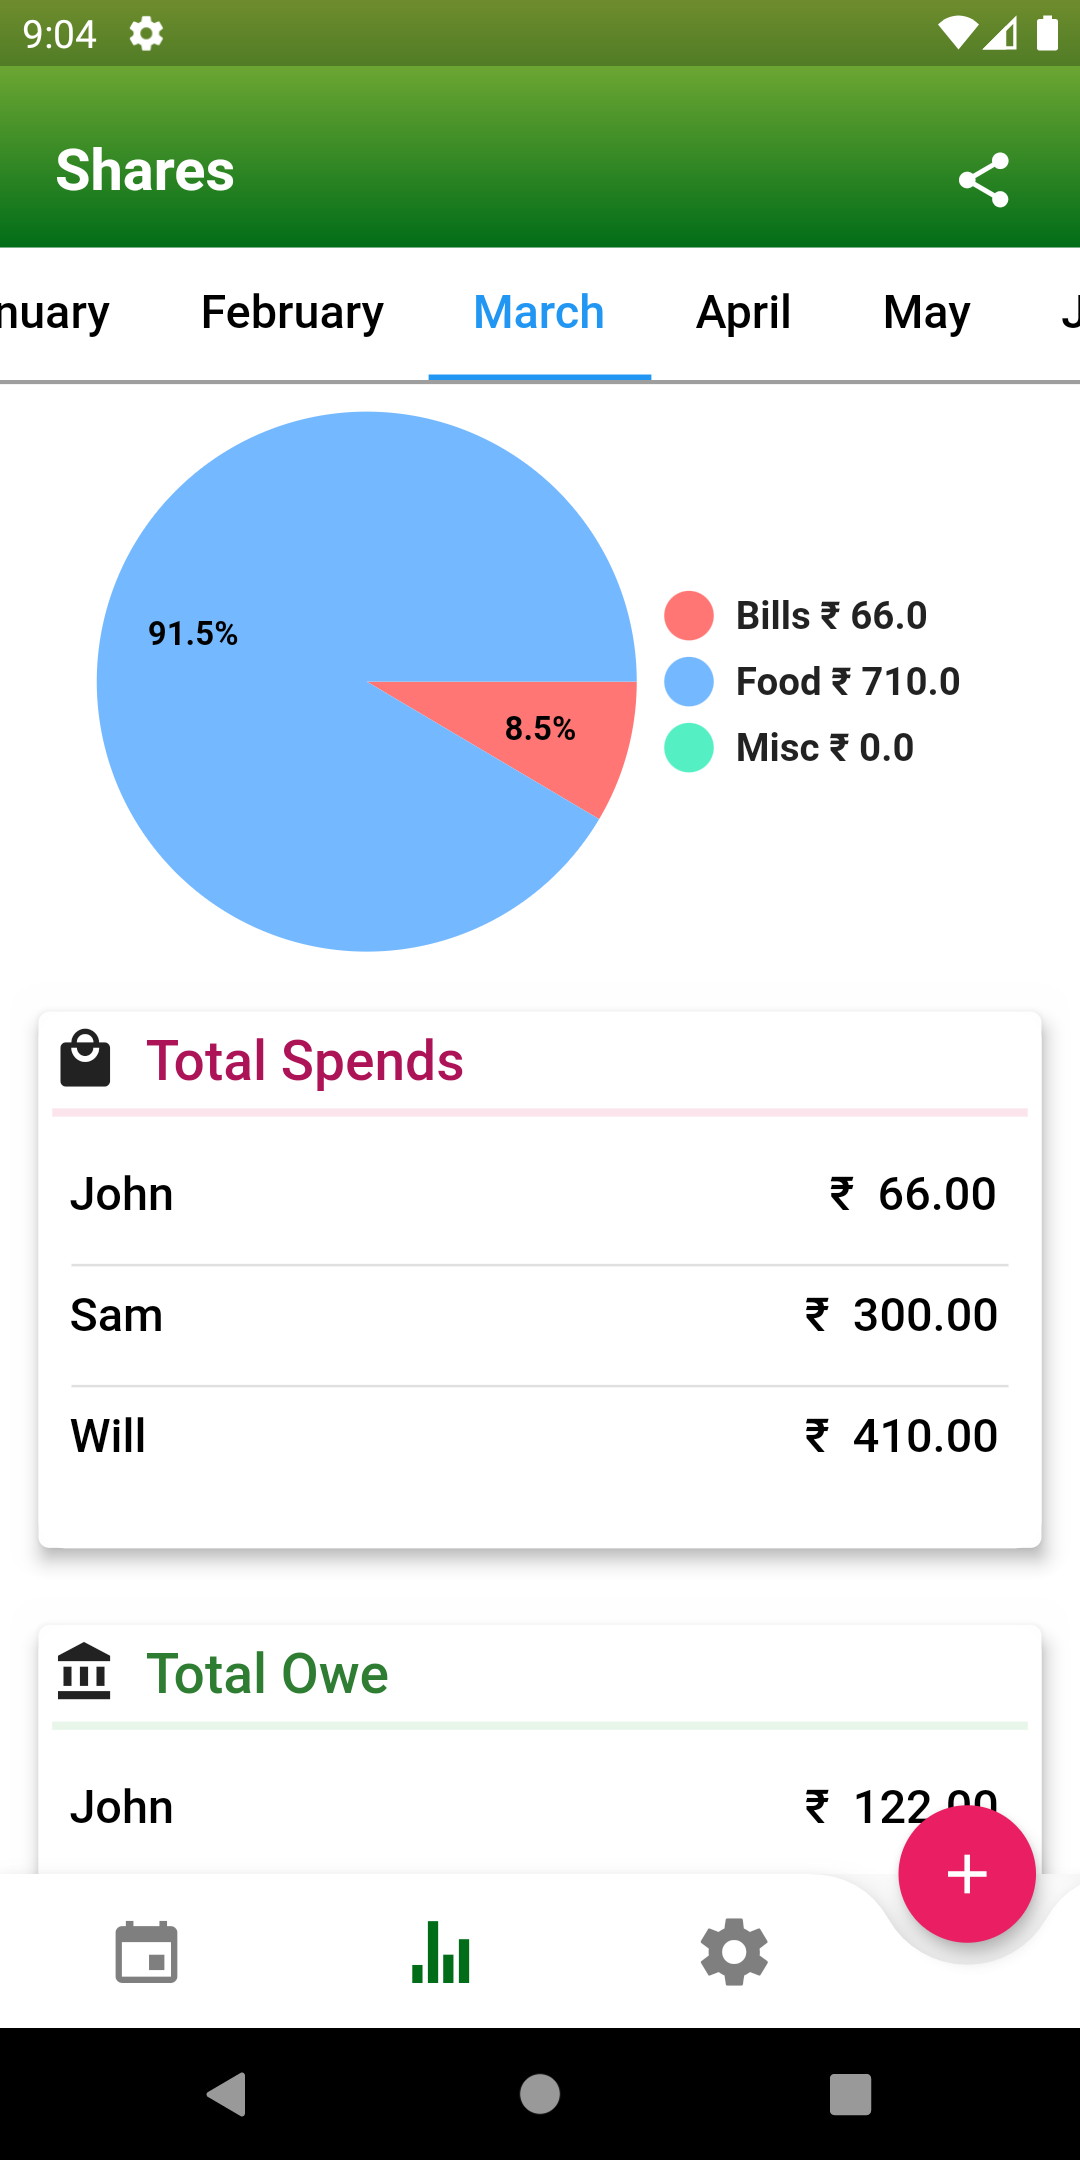 9:04
Shares
nuary February March April May J
91.5%
8.5%
Bills ₹ 66.0
Food ₹ 710.0
Misc ₹ 0.0
Total Spends
John ₹ 66.00
Sam ₹ 300.00
Will ₹ 410.00
Total Owe
John ₹ 122.00